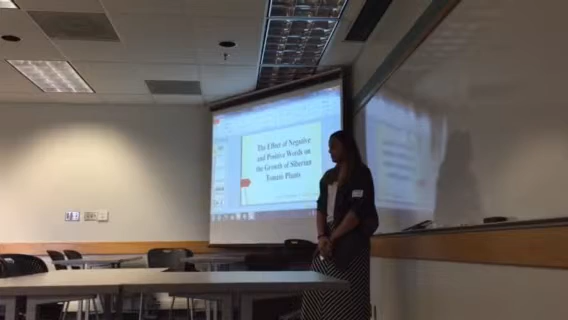 The Effect of Negative
and Positive Words on
the Growth of Siberian
Tomato Plants